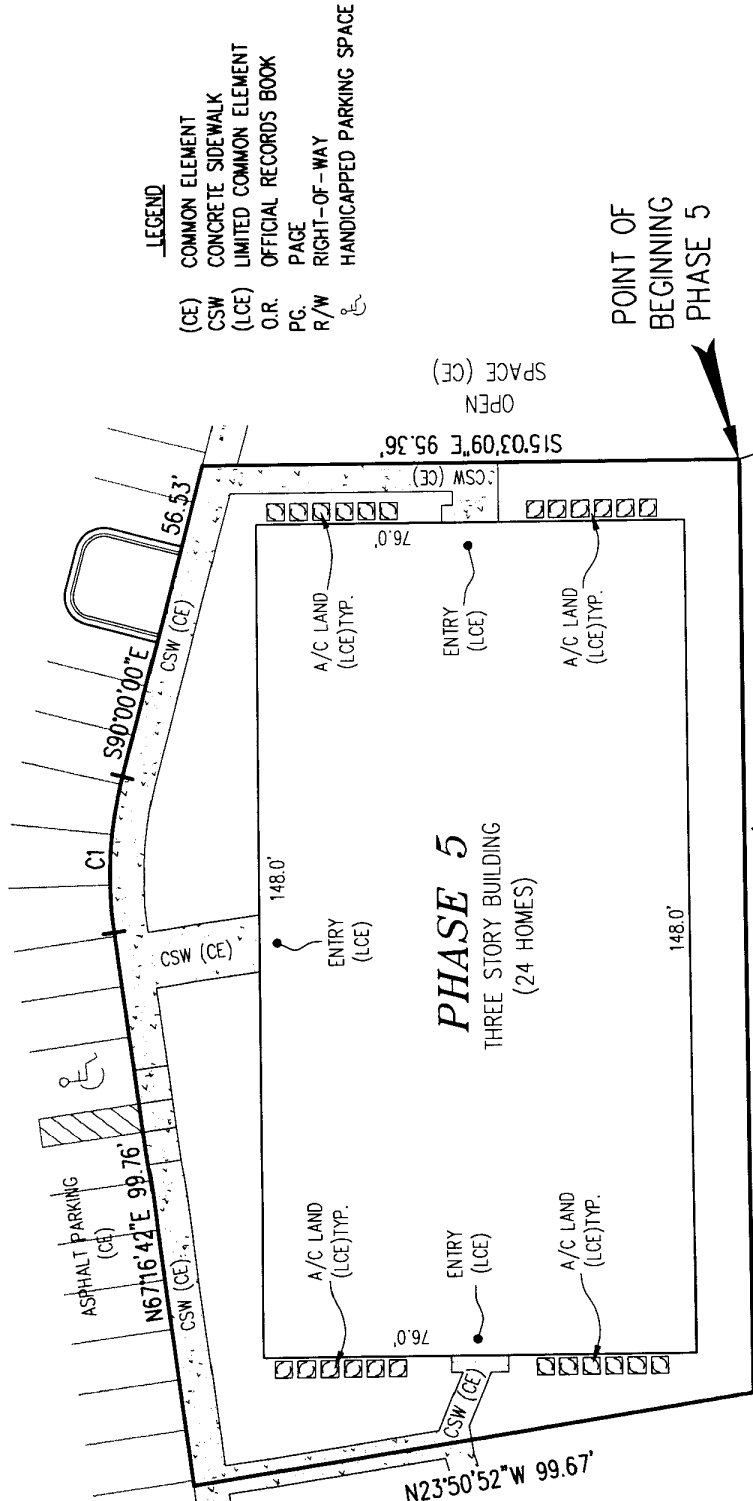 LEGEND
(CE) COMMON ELEMENT
CSW CONCRETE SIDEWALK
(LCE) LIMITED COMMON ELEMENT
O.R. OFFICIAL RECORDS BOOK
PG. PAGE
R/W RIGHT-OF-WAY
HANDICAPPED PARKING SPACE
POINT OF
BEGINNING
PHASE 5
OPEN
SPACE (CE)
S15°03'09"E 95.36'
CSW (CE)
56.53'
S90°00'00"E
CSW (CE)
C1
CSW (CE)
ASPHALT PARKING
(CE)
N67°16'42"E 99.76'
CSW (CE)
76.0'
A/C LAND
(LCE)TYP.
ENTRY
(LCE)
A/C LAND
(LCE)TYP.
148.0'
ENTRY
(LCE)
PHASE 5
THREE STORY BUILDING
(24 HOMES)
148.0'
A/C LAND
(LCE)TYP.
ENTRY
(LCE)
A/C LAND
(LCE)TYP.
76.0'
CSW (CE)
N23°50'52"W 99.67'